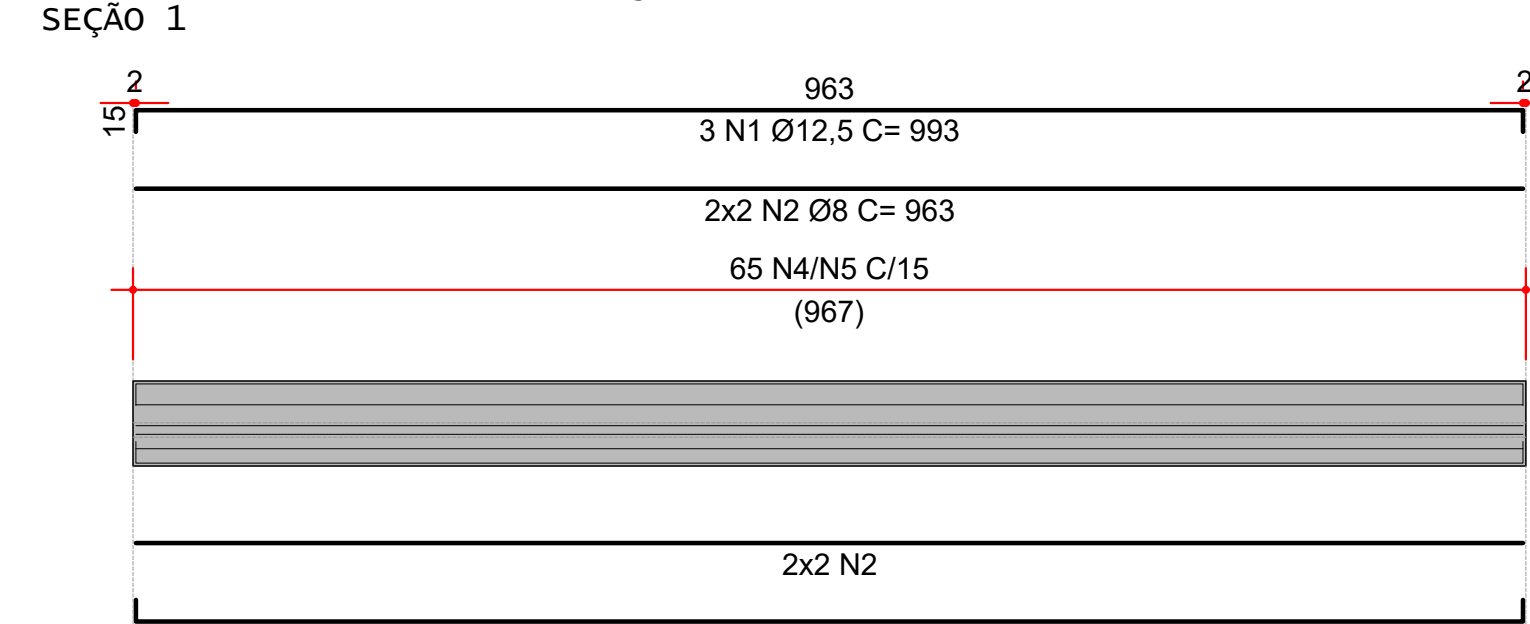 SEÇÃO 1
2 963 2
15
3 N1 Ø12,5 C= 993
2x2 N2 Ø8 C= 963
65 N4/N5 C/15
(967)
2x2 N2